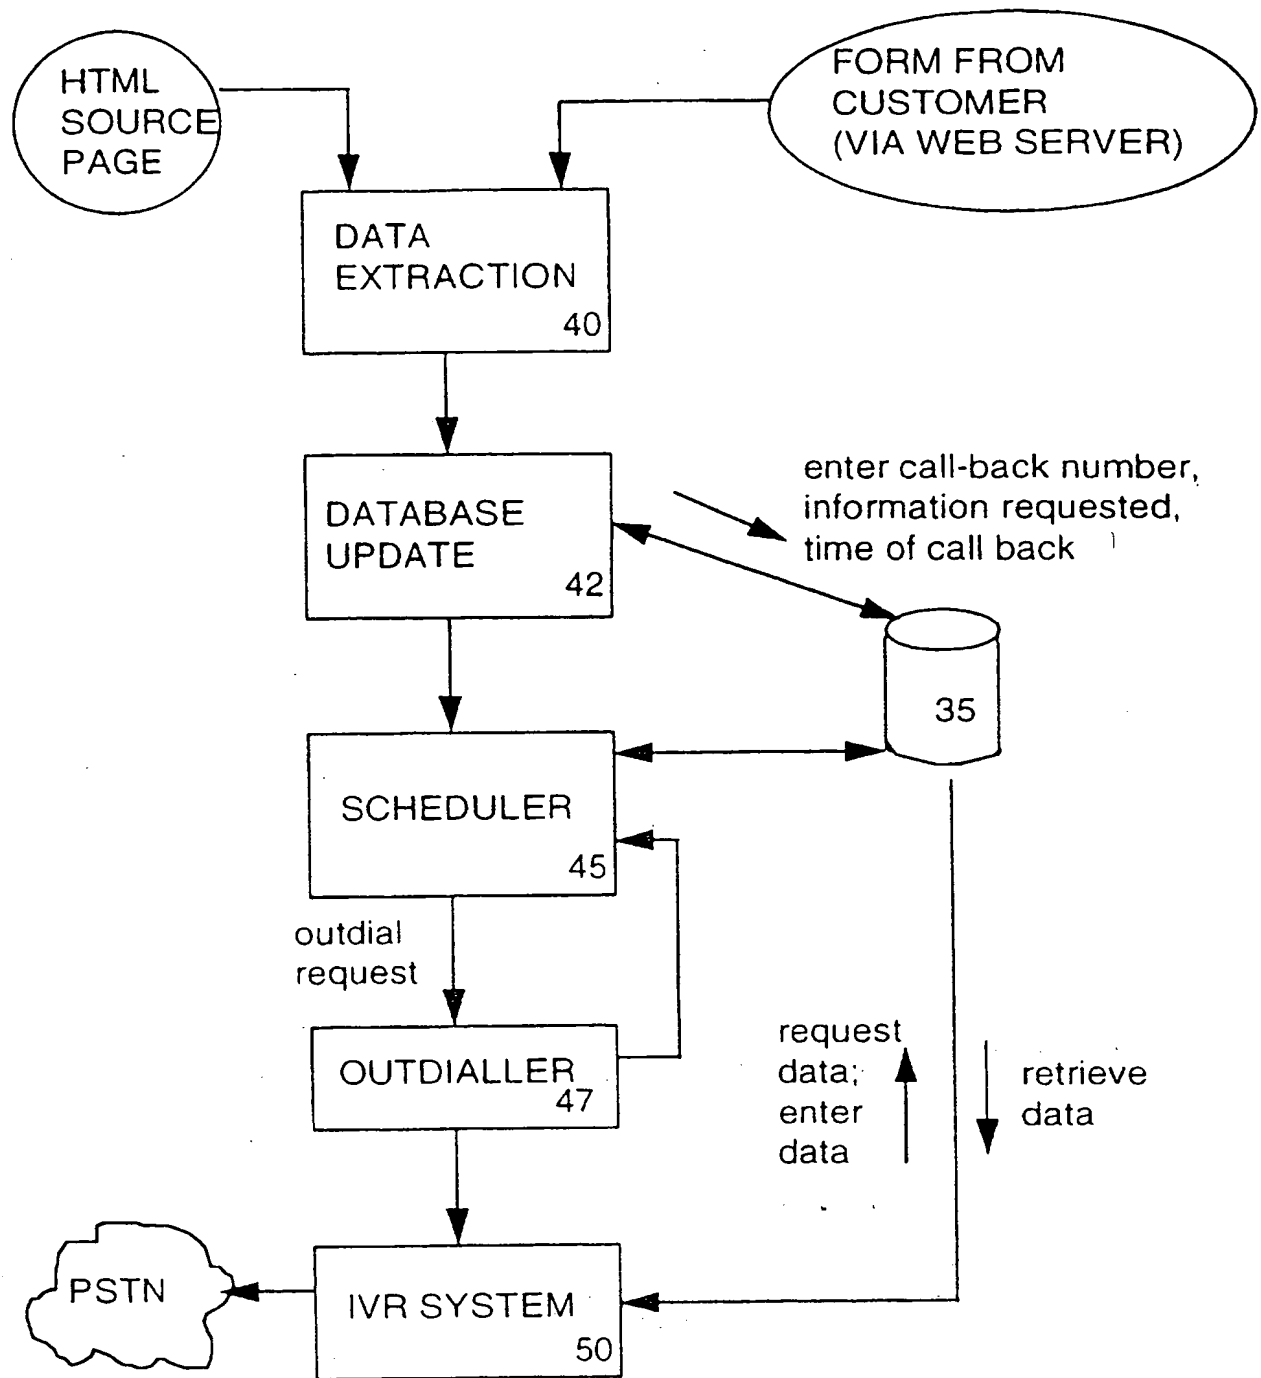 HTML
SOURCE
PAGE
FORM FROM
CUSTOMER
(VIA WEB SERVER)
DATA
EXTRACTION
40
enter call-back number,
information requested,
time of call back
DATABASE
UPDATE
42
35
SCHEDULER
45
outdial
request
OUTDIALLER
47
request
data;
enter
data
retrieve
data
PSTN
IVR SYSTEM
50